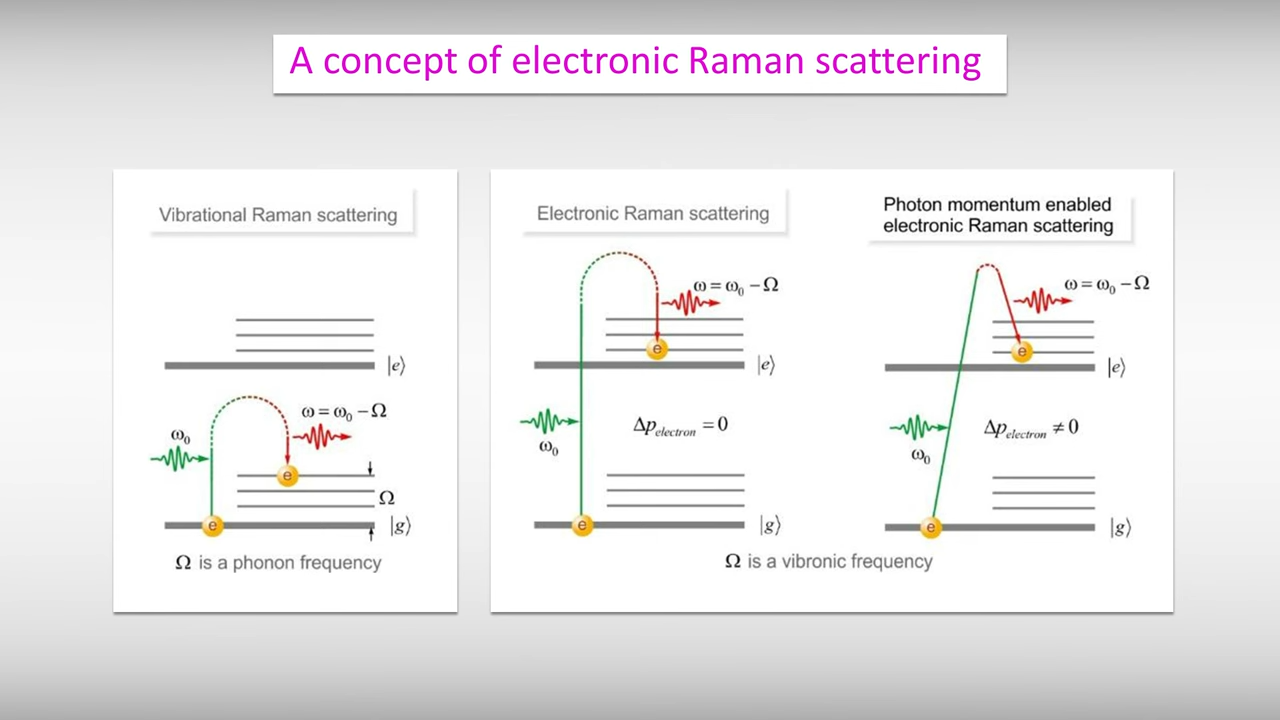 A concept of electronic Raman scattering
Vibrational Raman scattering
|e⟩
ω = ω₀ − Ω
ω₀
e
Ω
e
|g⟩
Ω is a phonon frequency
Electronic Raman scattering
ω = ω₀ − Ω
e
|e⟩
Δp_electron = 0
ω₀
e
|g⟩
Photon momentum enabled
electronic Raman scattering
ω = ω₀ − Ω
e
|e⟩
Δp_electron ≠ 0
ω₀
e
|g⟩
Ω is a vibronic frequency